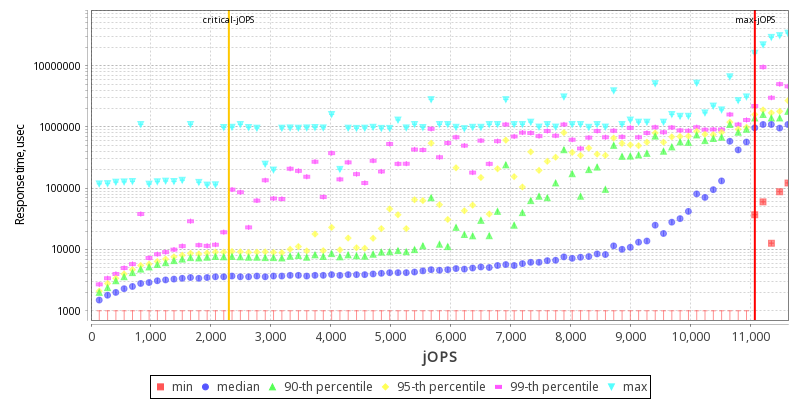 critical-jOPS
max-jOPS
Response time, usec
10000000
1000000
100000
10000
1000
0
1,000
2,000
3,000
4,000
5,000
6,000
7,000
8,000
9,000
10,000
11,000
jOPS
min
median
90-th percentile
95-th percentile
99-th percentile
max